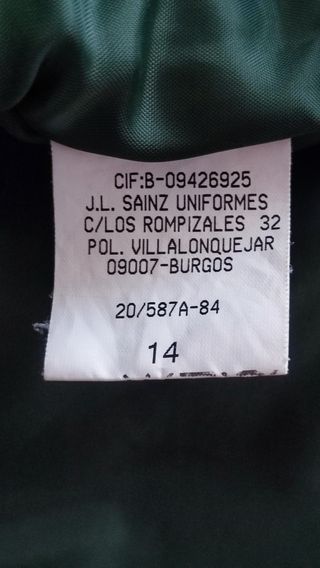 CIF:B-09426925
J.L. SAINZ UNIFORMES
C/LOS ROMPIZALES 32
POL. VILLALONQUEJAR
09007-BURGOS
20/587A-84
14